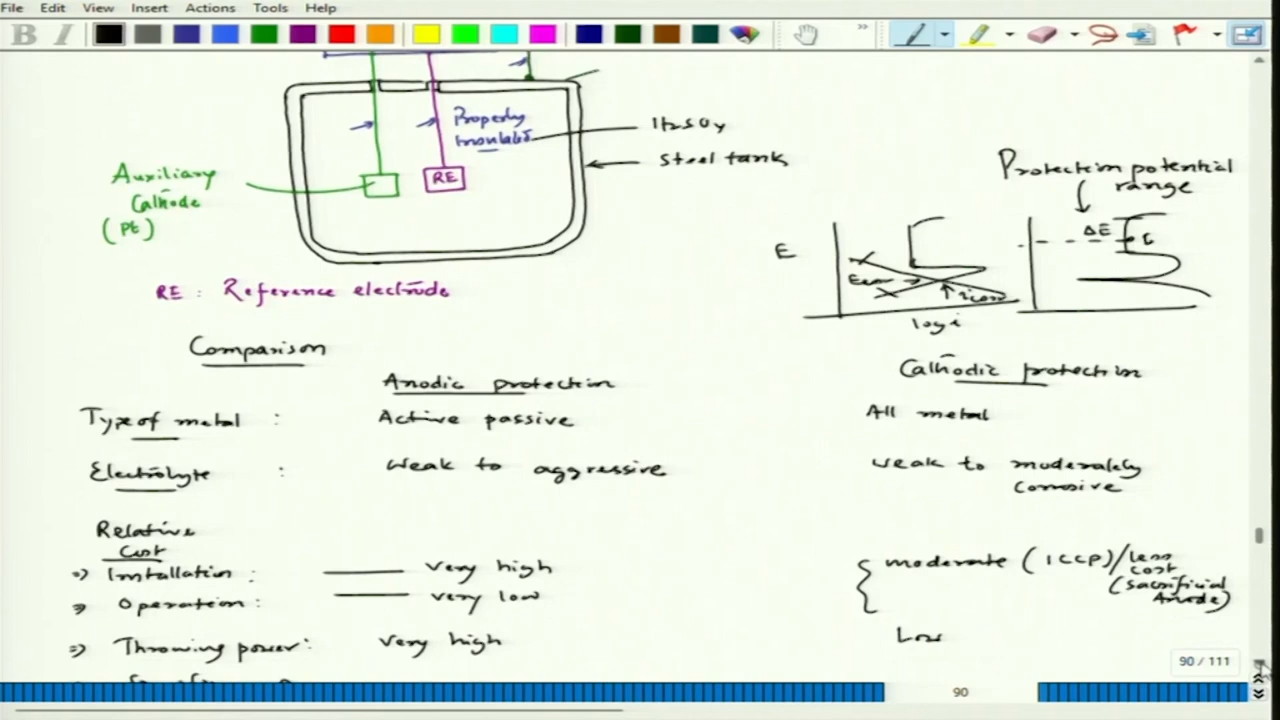 File Edit View Insert Actions Tools Help
Properly
Insulated
H2SO4
Steel tank
Auxiliary
Cathode
(Pt)
RE
RE : Reference electrode
Protection potential
range
E
Ecorr
icorr
log i
ΔE
Comparison
Anodic protection
Cathodic protection
Type of metal : Active passive All metal
Electrolyte : Weak to aggressive weak to moderately
corrosive
Relative
Cost
=> Installation : very high moderate (ICCP)/less
cost
(sacrificial
Anode)
=> Operation : very low
=> Throwing power : very high Low
90 / 111
90